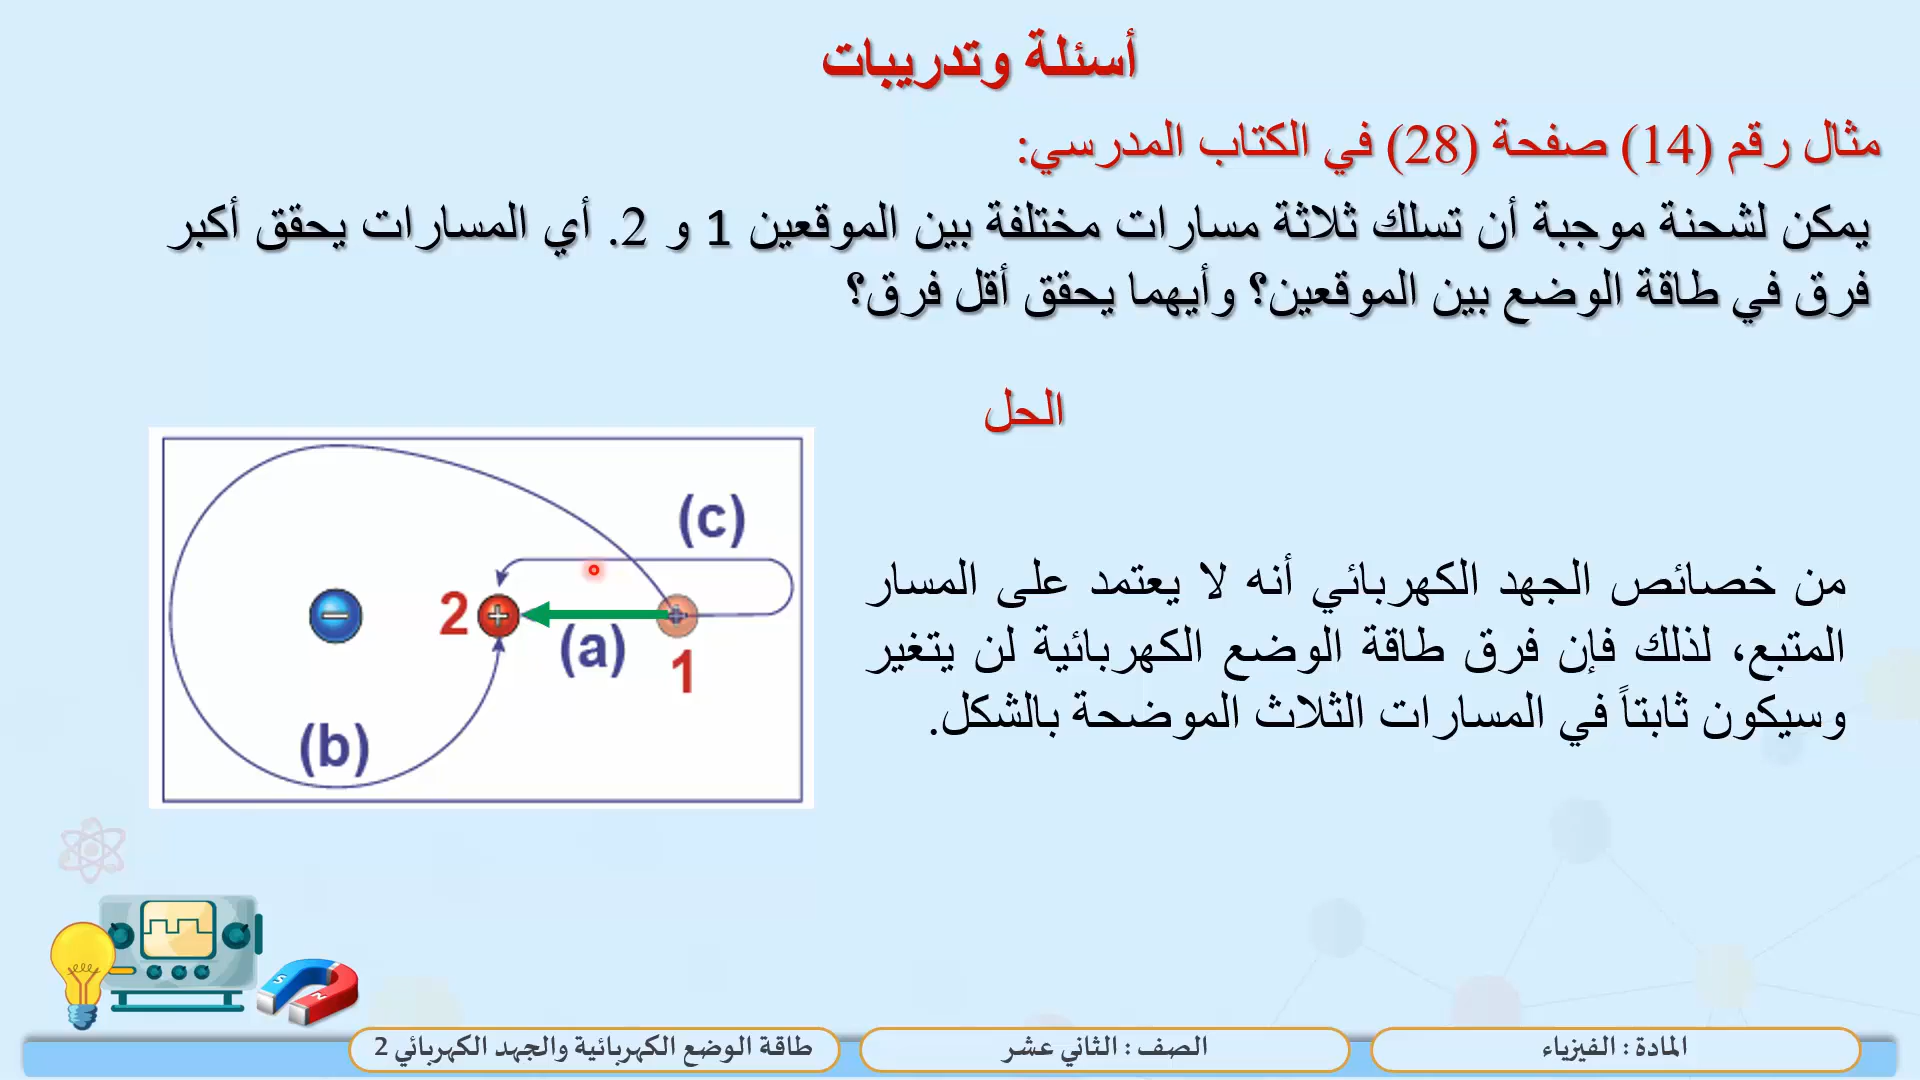 أسئلة وتدريبات
مثال رقم (14) صفحة (28) في الكتاب المدرسي:
يمكن لشحنة موجبة أن تسلك ثلاثة مسارات مختلفة بين الموقعين 1 و 2. أي المسارات يحقق أكبر
فرق في طاقة الوضع بين الموقعين؟ وأيهما يحقق أقل فرق؟
الحل
من خصائص الجهد الكهربائي أنه لا يعتمد على المسار
المتبع، لذلك فإن فرق طاقة الوضع الكهربائية لن يتغير
وسيكون ثابتاً في المسارات الثلاث الموضحة بالشكل.
(c)
− 2 + (a) +
1
(b)
S N
المادة : الفيزياء
الصف : الثاني عشر
طاقة الوضع الكهربائية والجهد الكهربائي 2